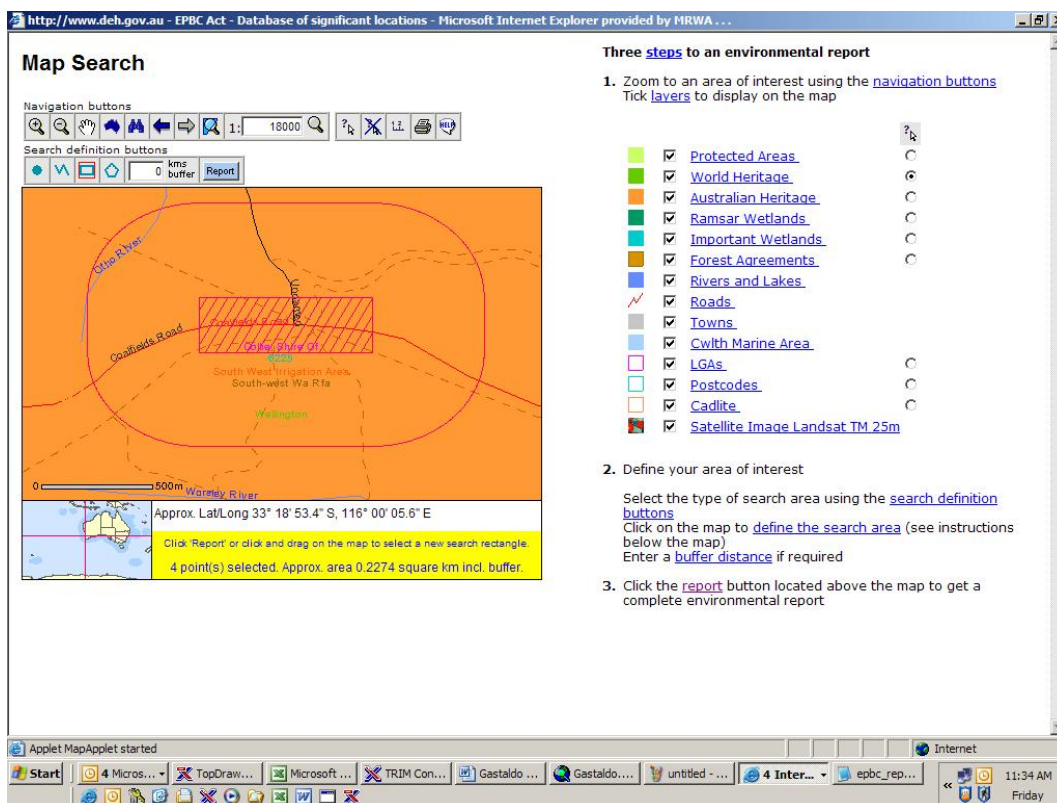 http://www.deh.gov.au - EPBC Act - Database of significant locations - Microsoft Internet Explorer provided by MRWA . . .
Map Search
Navigation buttons
1: 18000
HELP
Search definition buttons
0 kms buffer Report
Otho River
Coalfields Road
Coalfields Road
Collie, Shire Of
6225
South West Irrigation Area
South-west Wa Rfa
Wellington
0 500m
Worsley River
Approx. Lat/Long 33° 18' 53.4" S, 116° 00' 05.6" E
Click 'Report' or click and drag on the map to select a new search rectangle.
4 point(s) selected. Approx. area 0.2274 square km incl. buffer.
Three steps to an environmental report
1. Zoom to an area of interest using the navigation buttons
Tick layers to display on the map
Protected Areas
World Heritage
Australian Heritage
Ramsar Wetlands
Important Wetlands
Forest Agreements
Rivers and Lakes
Roads
Towns
Cwlth Marine Area
LGAs
Postcodes
Cadlite
Satellite Image Landsat TM 25m
2. Define your area of interest
Select the type of search area using the search definition
buttons
Click on the map to define the search area (see instructions
below the map)
Enter a buffer distance if required
3. Click the report button located above the map to get a
complete environmental report
Applet MapApplet started
Internet
Start
4 Micros...
TopDraw...
Microsoft ...
TRIM Con...
Gastaldo ...
Gastaldo....
untitled - ...
4 Inter...
epbc_rep...
11:34 AM
Friday